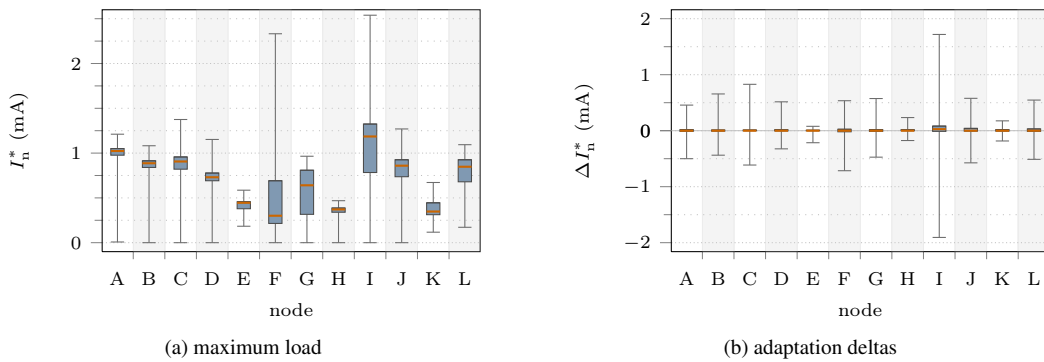 2
1
0
I*n (mA)
A B C D E F G H I J K L
node
(a) maximum load
2
1
0
−1
−2
ΔI*n (mA)
A B C D E F G H I J K L
node
(b) adaptation deltas